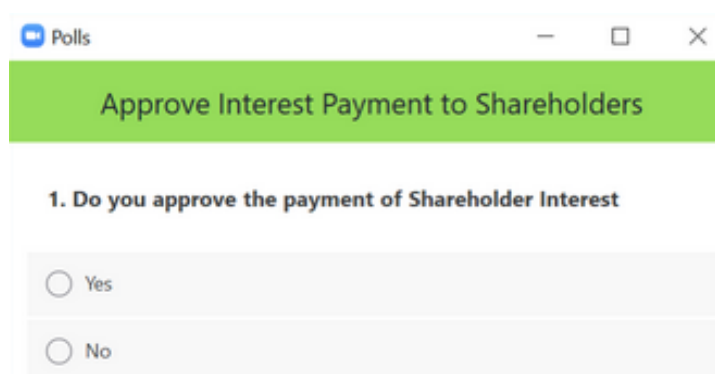 Polls
Approve Interest Payment to Shareholders
1. Do you approve the payment of Shareholder Interest
Yes
No